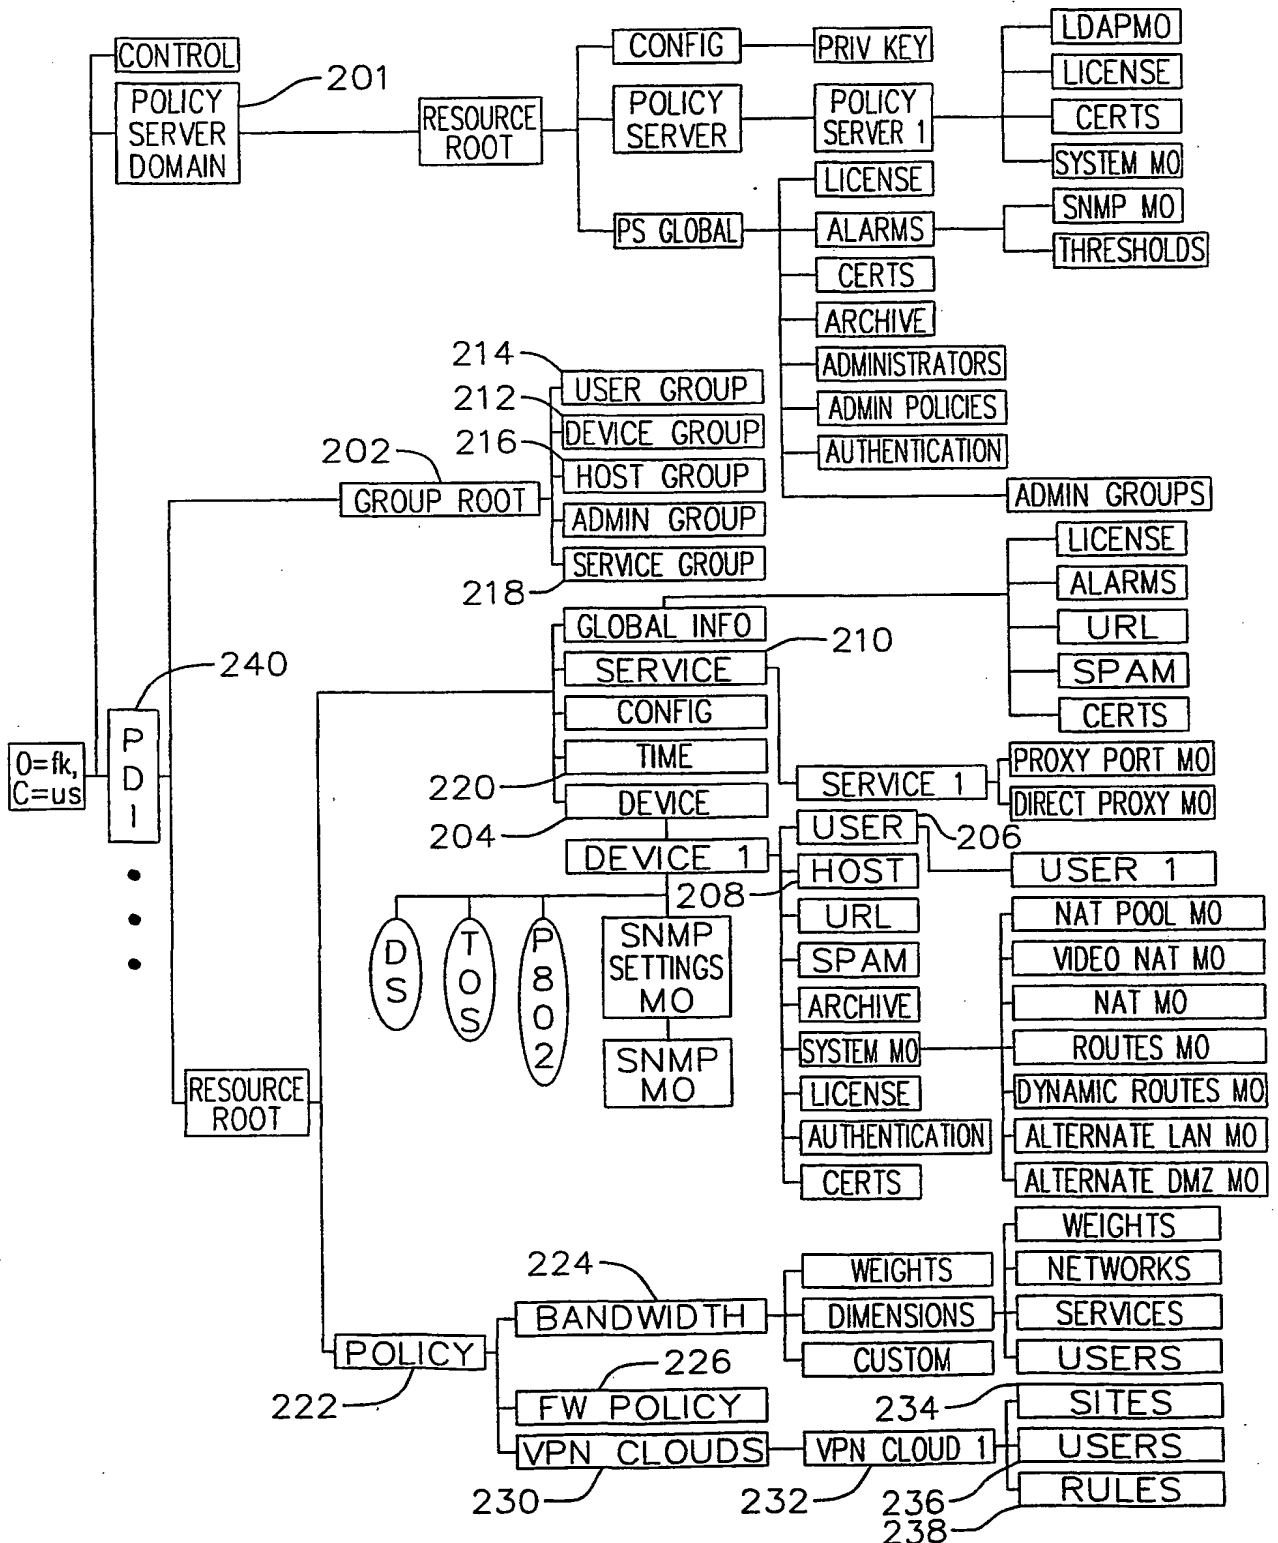 CONTROL
POLICY
SERVER
DOMAIN
201
RESOURCE
ROOT
CONFIG
PRIV KEY
POLICY
SERVER
POLICY
SERVER 1
LDAPMO
LICENSE
CERTS
SYSTEM MO
PS GLOBAL
LICENSE
ALARMS
SNMP MO
THRESHOLDS
CERTS
ARCHIVE
ADMINISTRATORS
ADMIN POLICIES
AUTHENTICATION
ADMIN GROUPS
202
GROUP ROOT
214
USER GROUP
212
DEVICE GROUP
216
HOST GROUP
ADMIN GROUP
SERVICE GROUP
218
O=fk,
C=us
240
P
D
I
GLOBAL INFO
LICENSE
ALARMS
URL
SPAM
CERTS
210
SERVICE
CONFIG
TIME
220
DEVICE
204
SERVICE 1
PROXY PORT MO
DIRECT PROXY MO
DEVICE 1
USER
206
USER 1
208
HOST
URL
SPAM
ARCHIVE
SYSTEM MO
LICENSE
AUTHENTICATION
CERTS
NAT POOL MO
VIDEO NAT MO
NAT MO
ROUTES MO
DYNAMIC ROUTES MO
ALTERNATE LAN MO
ALTERNATE DMZ MO
D
S
T
O
S
P
8
0
2
SNMP
SETTINGS
MO
SNMP
MO
RESOURCE
ROOT
POLICY
222
224
BANDWIDTH
WEIGHTS
DIMENSIONS
CUSTOM
WEIGHTS
NETWORKS
SERVICES
USERS
226
FW POLICY
VPN CLOUDS
230
VPN CLOUD 1
232
234
SITES
USERS
236
RULES
238